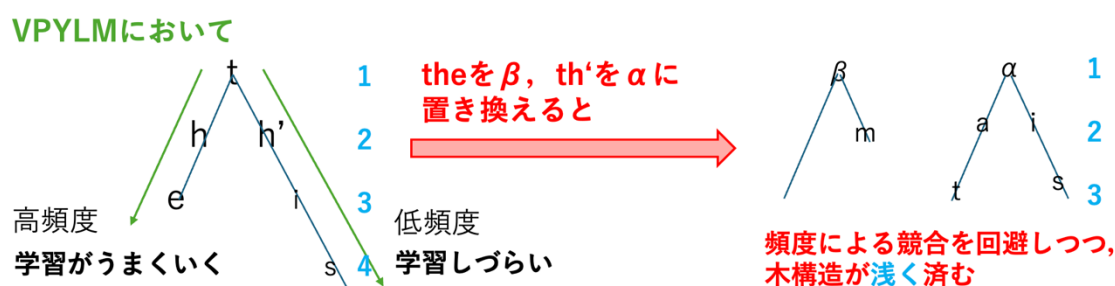 VPYLMにおいて
t
h
h’
e
i
s
1
2
3
4
高頻度
学習がうまくいく
低頻度
学習しづらい
theをβ，th‘をαに
置き換えると
β
m
α
a
i
t
s
1
2
3
頻度による競合を回避しつつ,
木構造が浅く済む